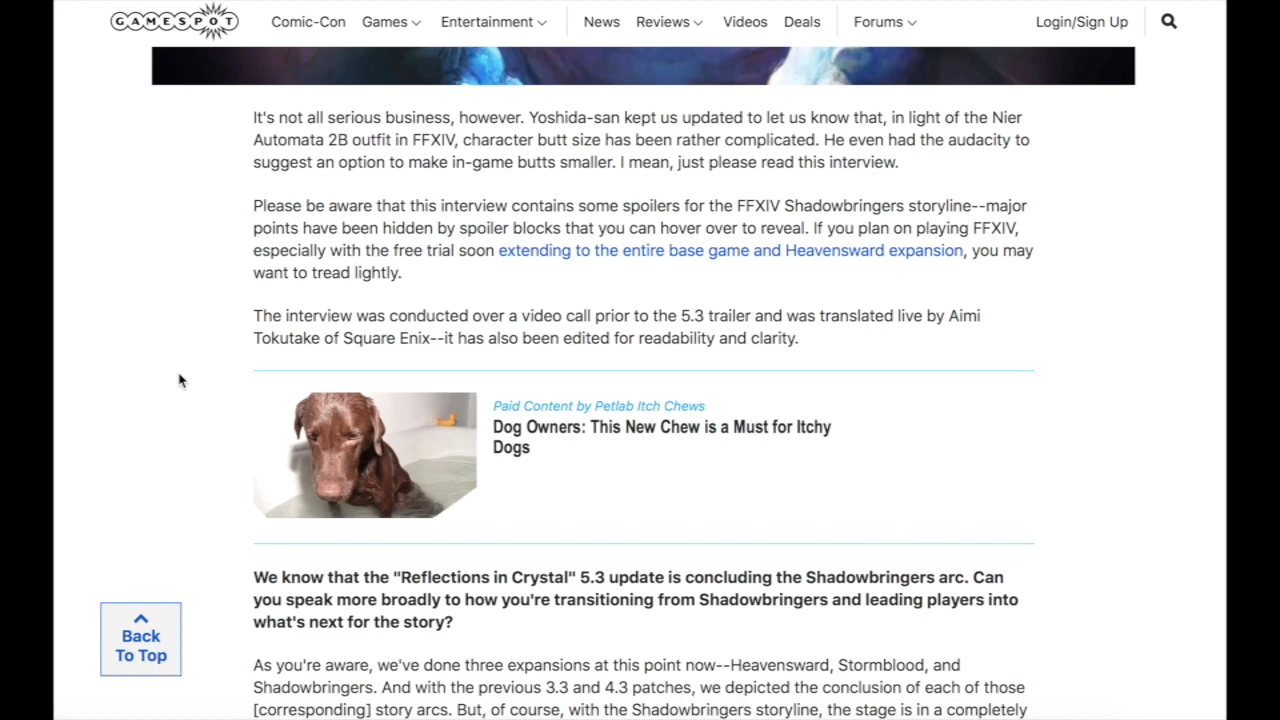 GAMESPOT Comic-Con Games Entertainment News Reviews Videos Deals Forums Login/Sign Up
It's not all serious business, however. Yoshida-san kept us updated to let us know that, in light of the Nier
Automata 2B outfit in FFXIV, character butt size has been rather complicated. He even had the audacity to
suggest an option to make in-game butts smaller. I mean, just please read this interview.
Please be aware that this interview contains some spoilers for the FFXIV Shadowbringers storyline--major
points have been hidden by spoiler blocks that you can hover over to reveal. If you plan on playing FFXIV,
especially with the free trial soon extending to the entire base game and Heavensward expansion, you may
want to tread lightly.
The interview was conducted over a video call prior to the 5.3 trailer and was translated live by Aimi
Tokutake of Square Enix--it has also been edited for readability and clarity.
Paid Content by Petlab Itch Chews
Dog Owners: This New Chew is a Must for Itchy
Dogs
We know that the "Reflections in Crystal" 5.3 update is concluding the Shadowbringers arc. Can
you speak more broadly to how you're transitioning from Shadowbringers and leading players into
what's next for the story?
Back
To Top
As you're aware, we've done three expansions at this point now--Heavensward, Stormblood, and
Shadowbringers. And with the previous 3.3 and 4.3 patches, we depicted the conclusion of each of those
[corresponding] story arcs. But, of course, with the Shadowbringers storyline, the stage is in a completely